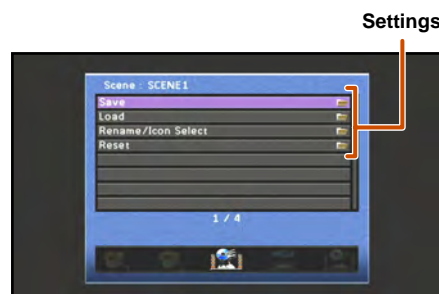 Settings
Scene : SCENE1
Save
Load
Rename/Icon Select
Reset
1 / 4